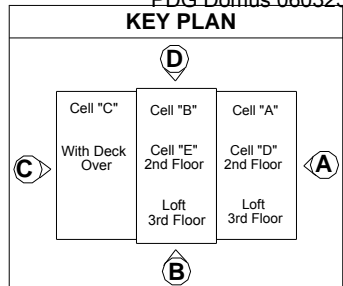 KEY PLAN
D
Cell "C"
Cell "B"
Cell "A"
With Deck
Over
Cell "E"
2nd Floor
Cell "D"
2nd Floor
C
A
Loft
3rd Floor
Loft
3rd Floor
B